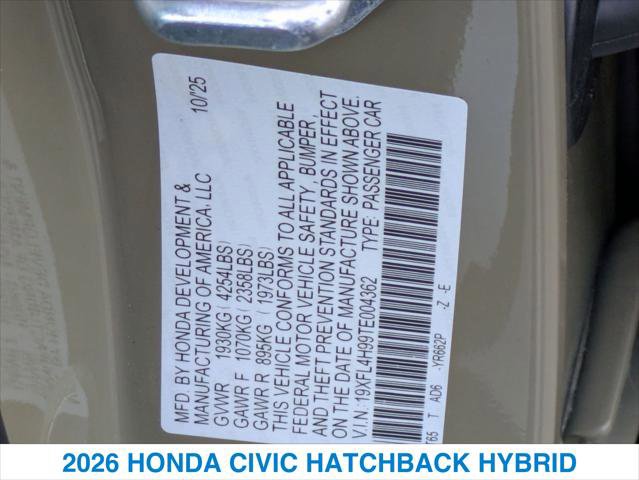 MFD. BY HONDA DEVELOPMENT &
MANUFACTURING OF AMERICA, LLC 10/25
GVWR 1930KG ( 4254LBS)
GAWR F 1070KG ( 2358LBS)
GAWR R 895KG ( 1973LBS)
THIS VEHICLE CONFORMS TO ALL APPLICABLE
FEDERAL MOTOR VEHICLE SAFETY, BUMPER,
AND THEFT PREVENTION STANDARDS IN EFFECT
ON THE DATE OF MANUFACTURE SHOWN ABOVE.
V.I.N: 19XFL4H99TE004362 TYPE: PASSENGER CAR
T65 T AD6 -YR662P -Z -E
2026 HONDA CIVIC HATCHBACK HYBRID